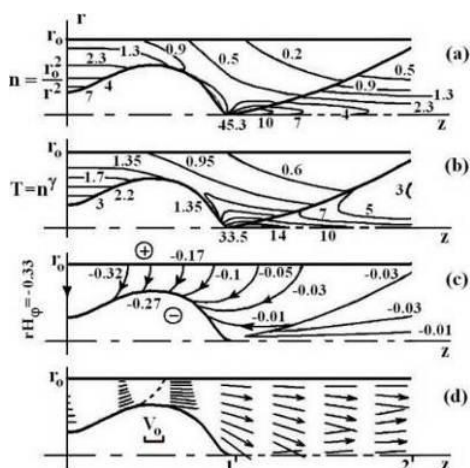 r
r₀
1.3
0.9
0.5
0.2
(a)
2.3
n = r₀²/r²
4
7
0.5
0.9
1.3
2.3
45.3
10
7
4
z
r₀
1.35
0.95
0.6
(b)
T=nγ
1.7
2.2
3
1.35
7
5
3
33.5
14
10
z
r₀
⊕
-0.17
-0.32
-0.1
-0.05
-0.03
-0.03
(c)
rHφ=-0.33
-0.27
⊖
-0.01
-0.01
z
r₀
(d)
V₀
1'
2'
z